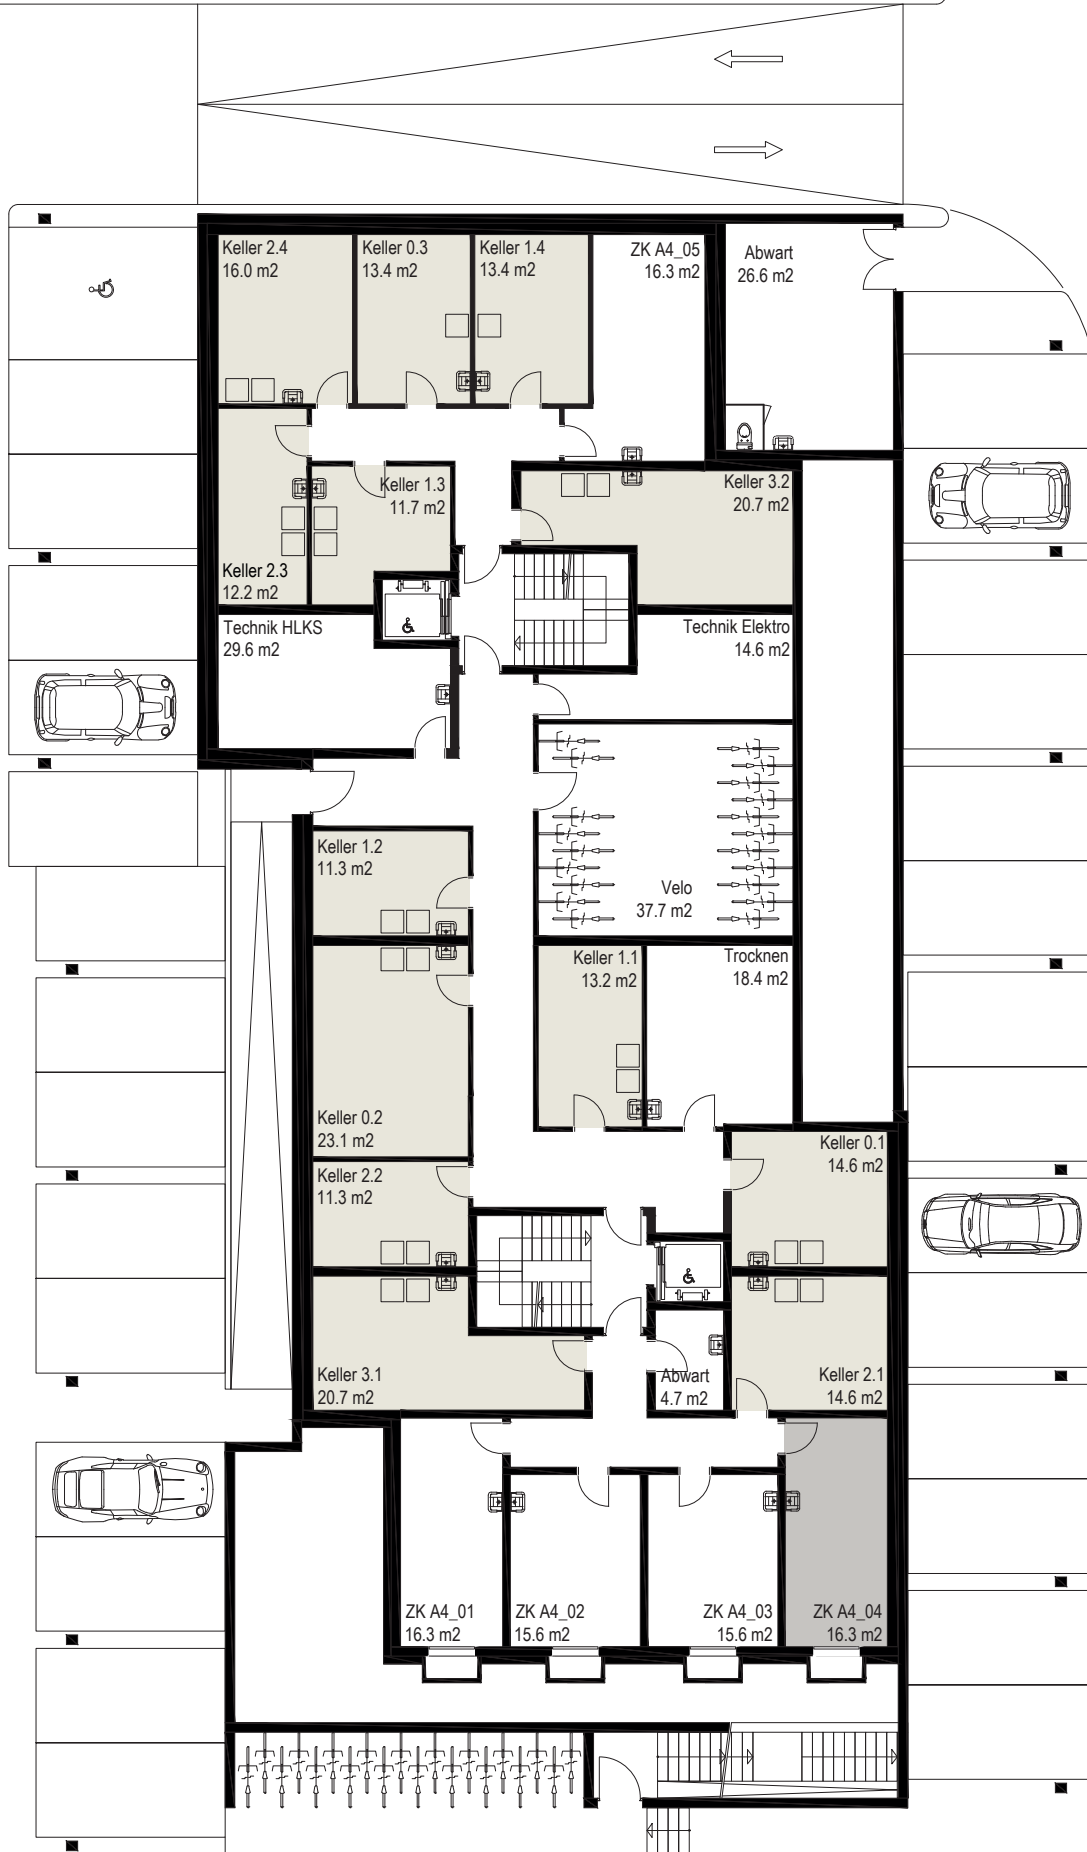 Keller 2.4
16.0 m2
Keller 0.3
13.4 m2
Keller 1.4
13.4 m2
ZK A4_05
16.3 m2
Abwart
26.6 m2
Keller 1.3
11.7 m2
Keller 3.2
20.7 m2
Keller 2.3
12.2 m2
Technik HLKS
29.6 m2
Technik Elektro
14.6 m2
Keller 1.2
11.3 m2
Velo
37.7 m2
Keller 1.1
13.2 m2
Trocknen
18.4 m2
Keller 0.2
23.1 m2
Keller 0.1
14.6 m2
Keller 2.2
11.3 m2
Keller 3.1
20.7 m2
Abwart
4.7 m2
Keller 2.1
14.6 m2
ZK A4_01
16.3 m2
ZK A4_02
15.6 m2
ZK A4_03
15.6 m2
ZK A4_04
16.3 m2